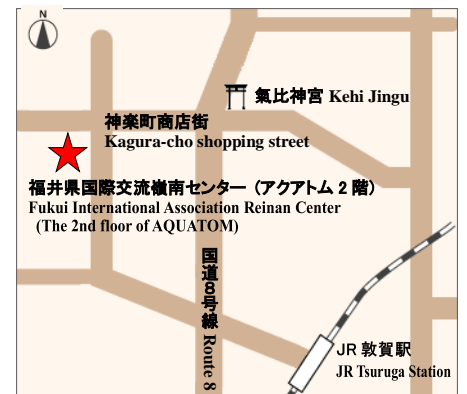 N
氣比神宮 Kehi Jingu
神楽町商店街
Kagura-cho shopping street
福井県国際交流嶺南センター（アクアトム 2 階）
Fukui International Association Reinan Center
(The 2nd floor of AQUATOM)
国道８号線 Route 8
JR 敦賀駅
JR Tsuruga Station